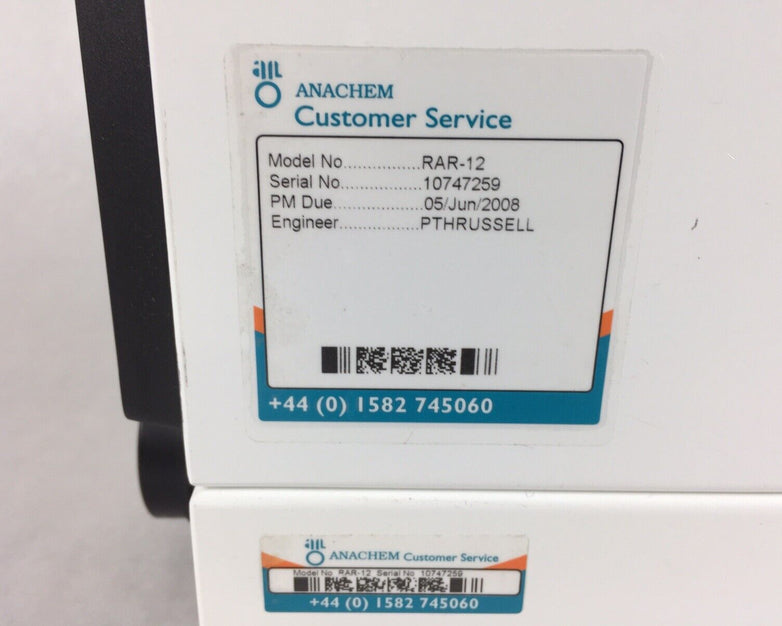 ANACHEM
Customer Service
Model No................RAR-12
Serial No.................10747259
PM Due...................05/Jun/2008
Engineer.................PTHRUSSELL
+44 (0) 1582 745060
ANACHEM Customer Service
Model No RAR-12 Serial No 10747259
+44 (0) 1582 745060